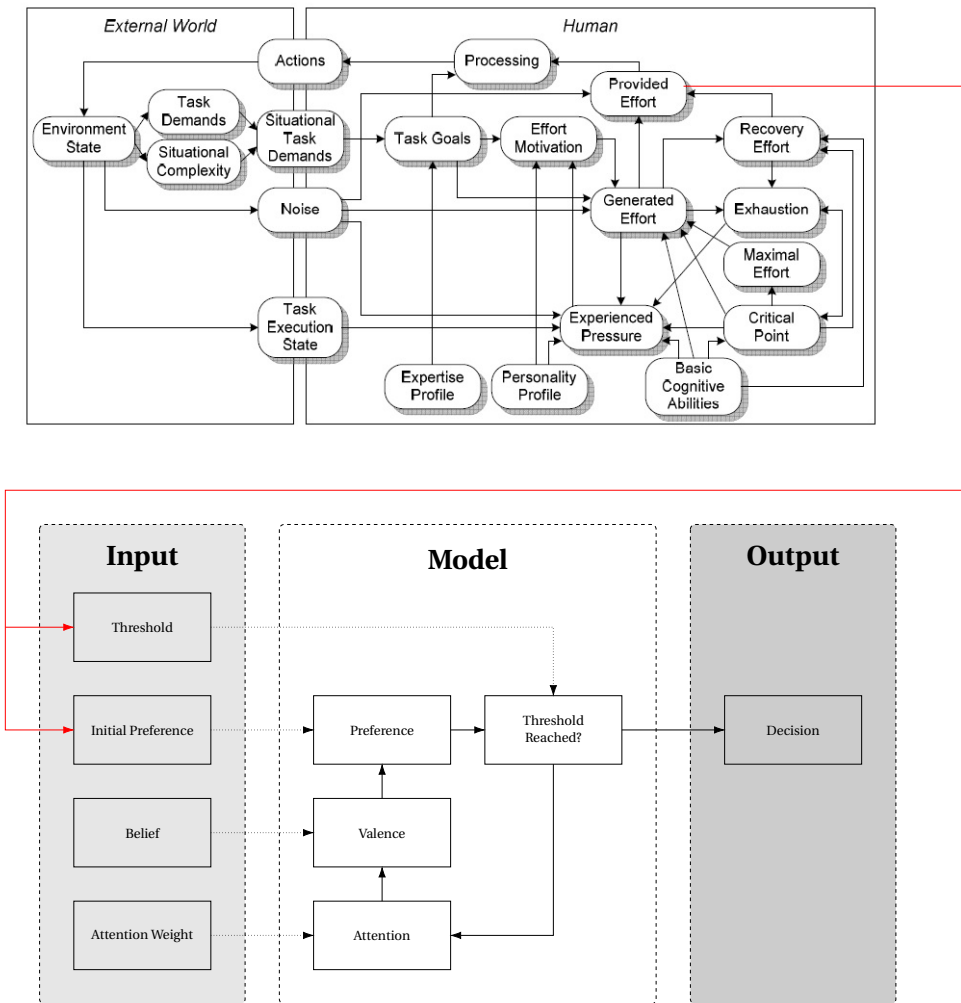 External World
Human
Actions
Processing
Provided
Effort
Task
Demands
Environment
State
Situational
Complexity
Situational
Task
Demands
Task Goals
Effort
Motivation
Recovery
Effort
Noise
Generated
Effort
Exhaustion
Maximal
Effort
Task
Execution
State
Experienced
Pressure
Critical
Point
Expertise
Profile
Personality
Profile
Basic
Cognitive
Abilities
Input
Model
Output
Threshold
Initial Preference
Preference
Threshold
Reached?
Decision
Belief
Valence
Attention Weight
Attention